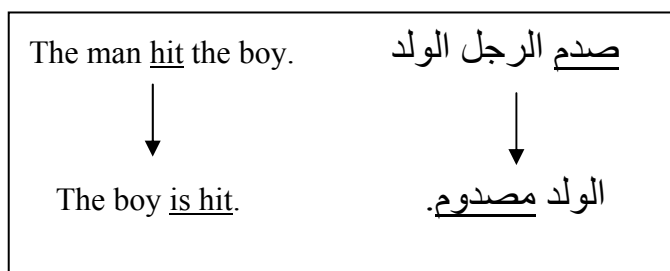 The man hit the boy.
صدم الرجل الولد
The boy is hit.
الولد مصدوم.